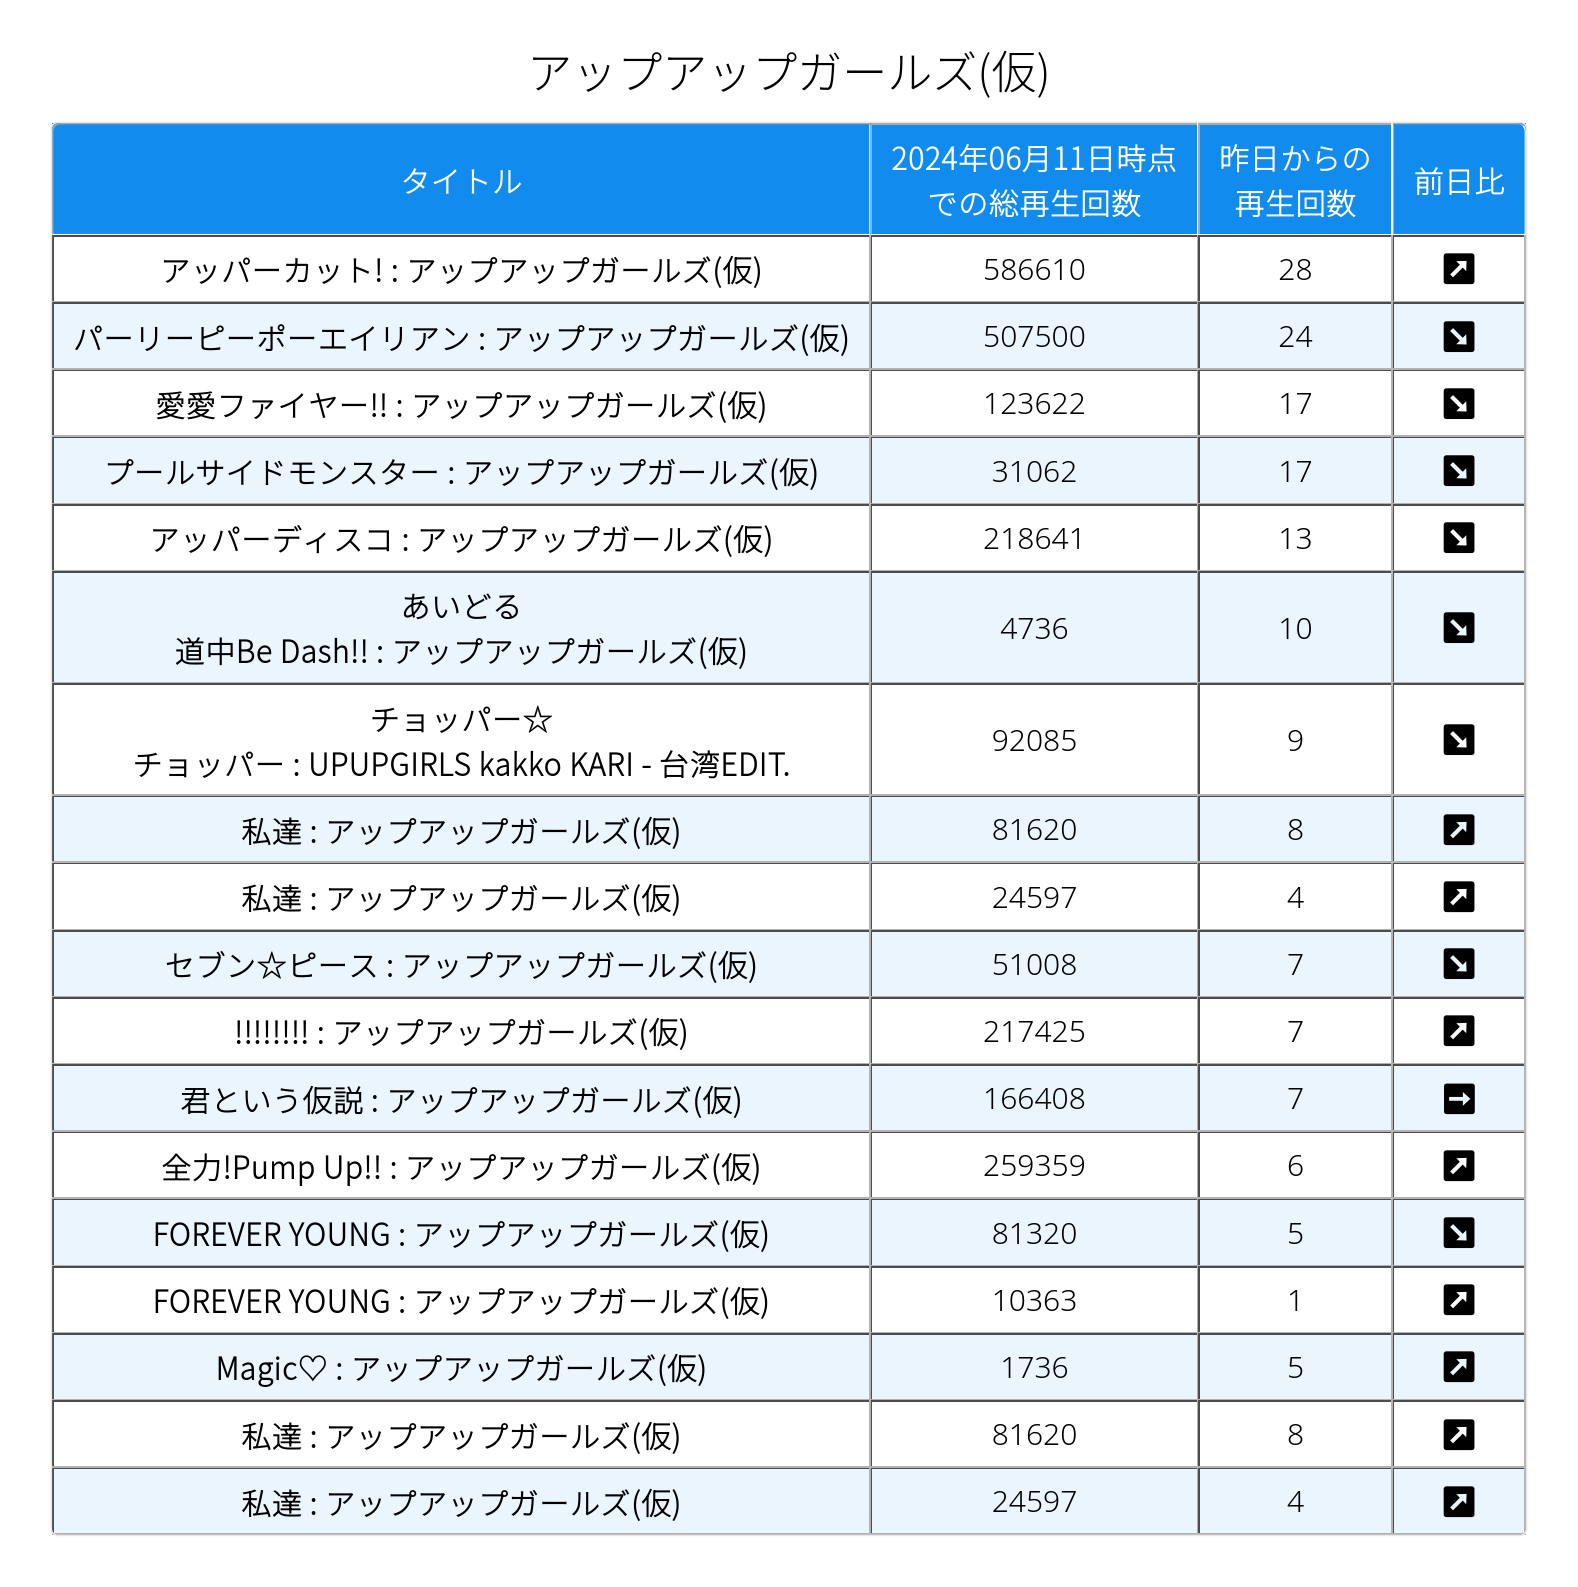 アップアップガールズ(仮)
タイトル
2024年06月11日時点
での総再生回数
昨日からの
再生回数
前日比
アッパーカット! : アップアップガールズ(仮) 586610 28 ↗
パーリーピーポーエイリアン : アップアップガールズ(仮) 507500 24 ↘
愛愛ファイヤー!! : アップアップガールズ(仮) 123622 17 ↘
プールサイドモンスター : アップアップガールズ(仮) 31062 17 ↘
アッパーディスコ : アップアップガールズ(仮) 218641 13 ↘
あいどる
道中Be Dash!! : アップアップガールズ(仮) 4736 10 ↘
チョッパー☆
チョッパー : UPUPGIRLS kakko KARI - 台湾EDIT. 92085 9 ↘
私達 : アップアップガールズ(仮) 81620 8 ↗
私達 : アップアップガールズ(仮) 24597 4 ↗
セブン☆ピース : アップアップガールズ(仮) 51008 7 ↘
!!!!!!!! : アップアップガールズ(仮) 217425 7 ↗
君という仮説 : アップアップガールズ(仮) 166408 7 →
全力!Pump Up!! : アップアップガールズ(仮) 259359 6 ↗
FOREVER YOUNG : アップアップガールズ(仮) 81320 5 ↘
FOREVER YOUNG : アップアップガールズ(仮) 10363 1 ↗
Magic♡ : アップアップガールズ(仮) 1736 5 ↗
私達 : アップアップガールズ(仮) 81620 8 ↗
私達 : アップアップガールズ(仮) 24597 4 ↗